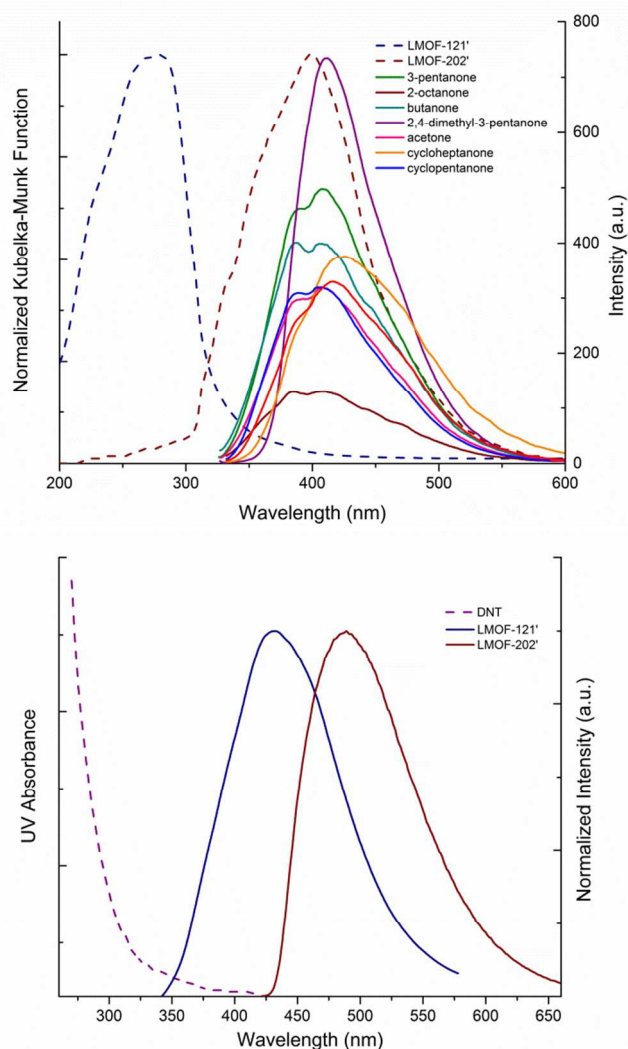 LMOF-121'
LMOF-202'
3-pentanone
2-octanone
butanone
2,4-dimethyl-3-pentanone
acetone
cycloheptanone
cyclopentanone
Normalized Kubelka-Munk Function
Intensity (a.u.)
800
600
400
200
0
200 300 400 500 600
Wavelength (nm)
DNT
LMOF-121'
LMOF-202'
UV Absorbance
Normalized Intensity (a.u.)
300 350 400 450 500 550 600 650
Wavelength (nm)